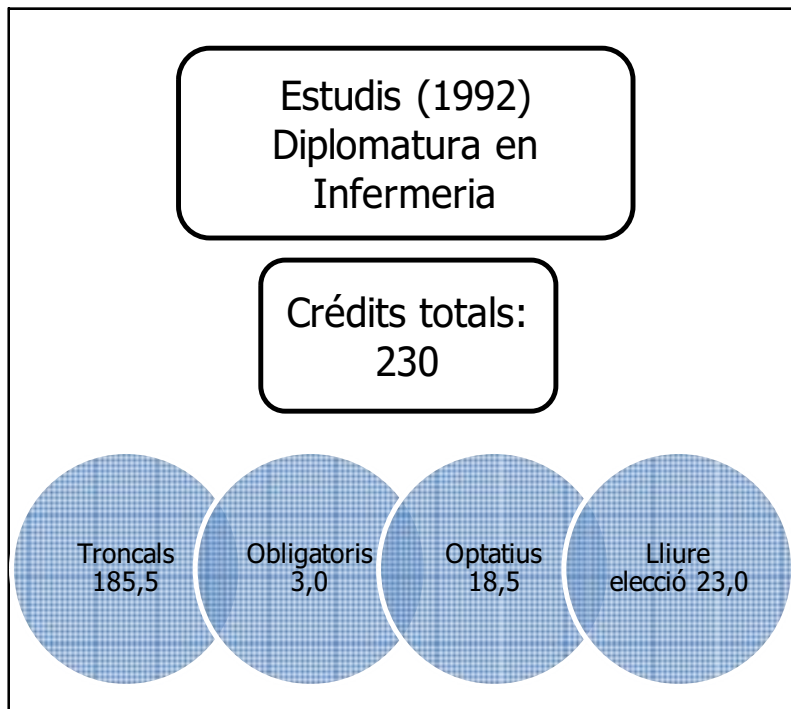 Estudis (1992)
Diplomatura en
Infermeria
Crédits totals:
230
Troncals
185,5
Obligatoris
3,0
Optatius
18,5
Lliure
elecció 23,0